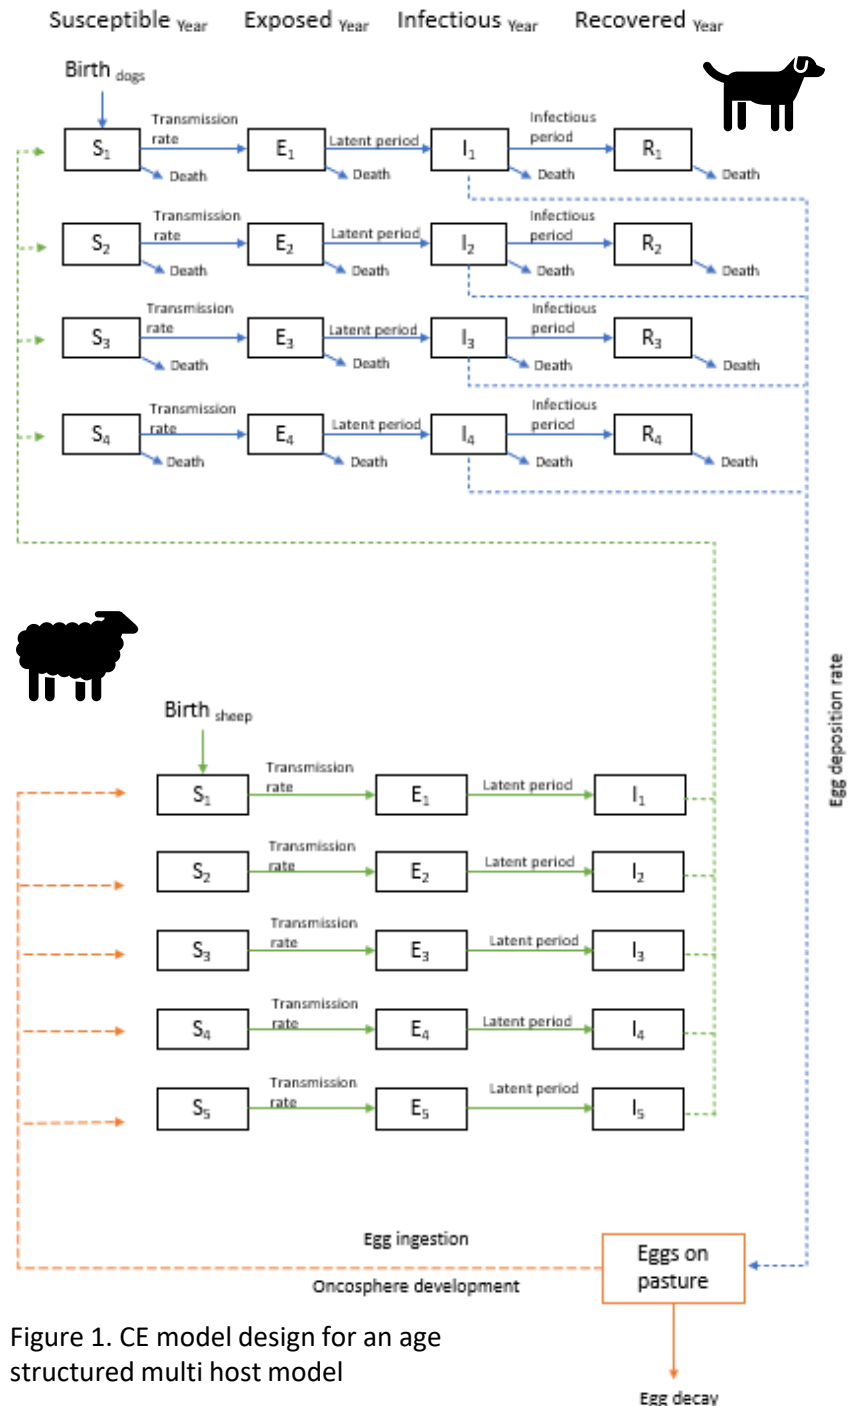 Susceptible Year Exposed Year Infectious Year Recovered Year
Birth dogs
Transmission rate Infectious period
S1 E1 Latent period I1 R1
Death Death Death Death
Transmission rate Infectious period
S2 E2 Latent period I2 R2
Death Death Death Death
Transmission rate Infectious period
S3 E3 Latent period I3 R3
Death Death Death Death
Transmission rate Infectious period
S4 E4 Latent period I4 R4
Death Death Death Death
Egg deposition rate
Birth sheep
Transmission rate Latent period
S1 E1 I1
Transmission rate Latent period
S2 E2 I2
Transmission rate Latent period
S3 E3 I3
Transmission rate Latent period
S4 E4 I4
Transmission rate Latent period
S5 E5 I5
Egg ingestion
Oncosphere development
Eggs on
pasture
Figure 1. CE model design for an age
structured multi host model
Egg decay